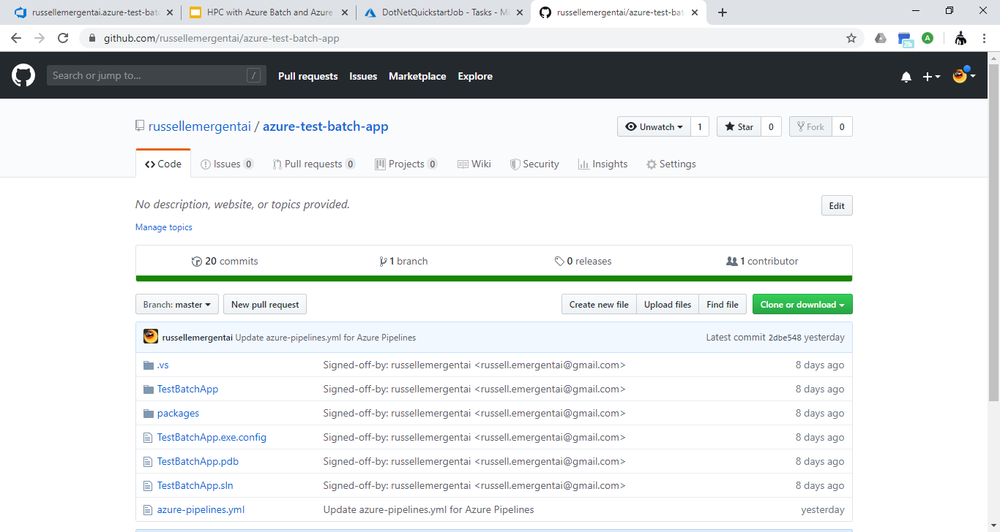 russellemergentai.azure-test-batc
HPC with Azure Batch and Azure
DotNetQuickstartJob - Tasks - Mi
russellemergentai/azure-test-bat
github.com/russellemergentai/azure-test-batch-app
2h
A
Search or jump to...
/
Pull requests
Issues
Marketplace
Explore
russellemergentai / azure-test-batch-app
Unwatch 1
Star 0
Fork 0
Code
Issues 0
Pull requests 0
Projects 0
Wiki
Security
Insights
Settings
No description, website, or topics provided.
Edit
Manage topics
20 commits
1 branch
0 releases
1 contributor
Branch: master
New pull request
Create new file
Upload files
Find file
Clone or download
russellemergentai Update azure-pipelines.yml for Azure Pipelines Latest commit 2dbe548 yesterday
.vs Signed-off-by: russellemergentai <russell.emergentai@gmail.com> 8 days ago
TestBatchApp Signed-off-by: russellemergentai <russell.emergentai@gmail.com> 8 days ago
packages Signed-off-by: russellemergentai <russell.emergentai@gmail.com> 8 days ago
TestBatchApp.exe.config Signed-off-by: russellemergentai <russell.emergentai@gmail.com> 8 days ago
TestBatchApp.pdb Signed-off-by: russellemergentai <russell.emergentai@gmail.com> 8 days ago
TestBatchApp.sln Signed-off-by: russellemergentai <russell.emergentai@gmail.com> 8 days ago
azure-pipelines.yml Update azure-pipelines.yml for Azure Pipelines yesterday